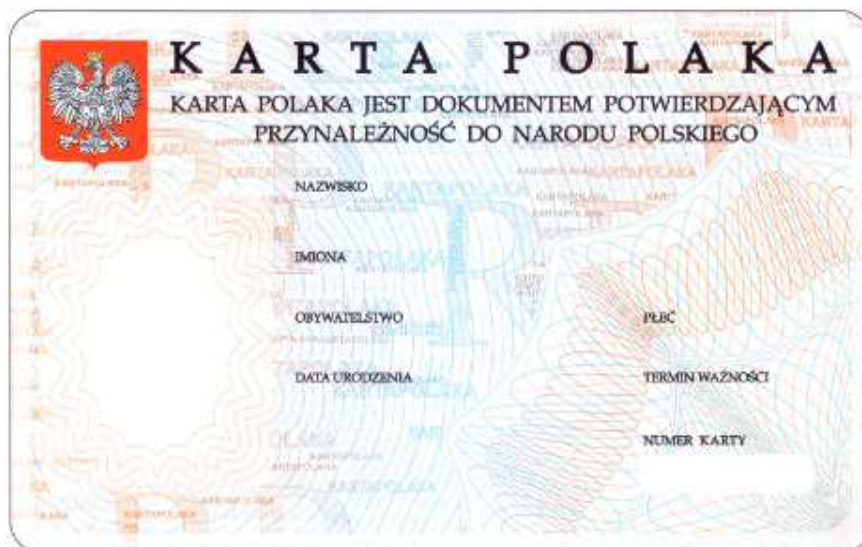 KARTA POLAKA
KARTA POLAKA JEST DOKUMENTEM POTWIERDZAJĄCYM
PRZYNALEŻNOŚĆ DO NARODU POLSKIEGO
NAZWISKO
IMIONA
OBYWATELSTWO
PŁEĆ
DATA URODZENIA
TERMIN WAŻNOŚCI
NUMER KARTY